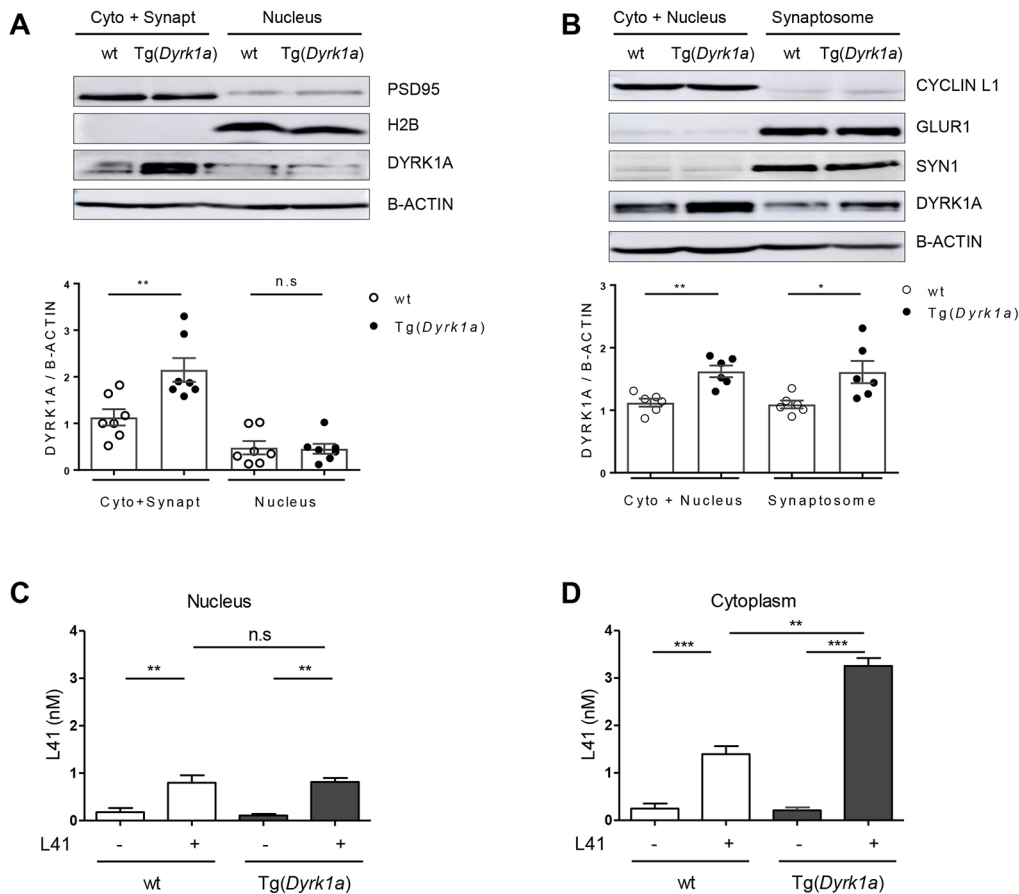 A
Cyto + Synapt Nucleus
wt Tg(Dyrk1a) wt Tg(Dyrk1a)
PSD95
H2B
DYRK1A
B-ACTIN
DYRK1A / B-ACTIN
4
3
2
1
0
** n.s
wt
Tg(Dyrk1a)
Cyto+Synapt Nucleus
B
Cyto + Nucleus Synaptosome
wt Tg(Dyrk1a) wt Tg(Dyrk1a)
CYCLIN L1
GLUR1
SYN1
DYRK1A
B-ACTIN
DYRK1A / B-ACTIN
3
2
1
0
** *
wt
Tg(Dyrk1a)
Cyto + Nucleus Synaptosome
C
Nucleus
L41 (nM)
4
3
2
1
0
n.s
** **
L41 - + - +
wt Tg(Dyrk1a)
D
Cytoplasm
L41 (nM)
4
3
2
1
0
**
*** ***
L41 - + - +
wt Tg(Dyrk1a)